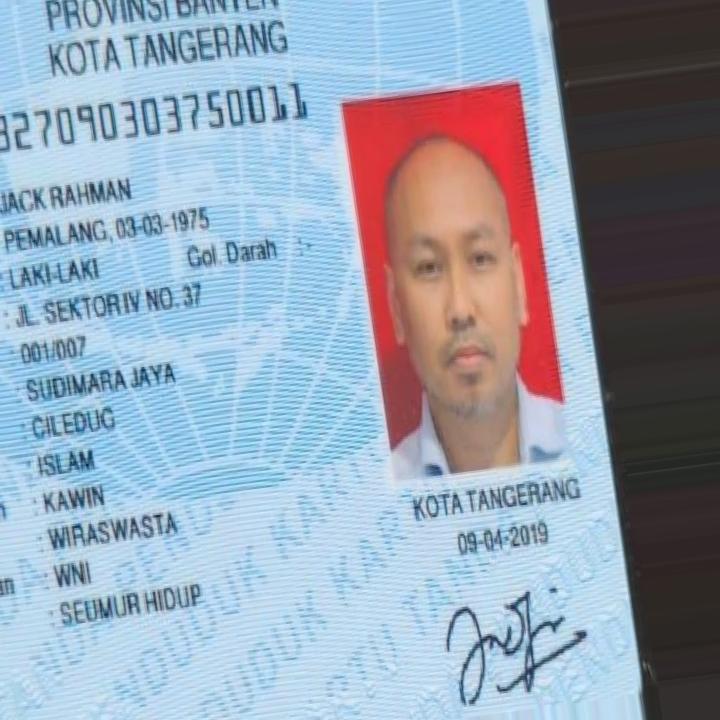 PROVINSI BANTEN
KOTA TANGERANG
327090303750011
JACK RAHMAN
PEMALANG, 03-03-1975
: LAKI-LAKI Gol. Darah :-
: JL. SEKTOR IV NO. 37
: 001/007
: SUDIMARA JAYA
: CILEDUG
: ISLAM
: KAWIN
: WIRASWASTA
: WNI
: SEUMUR HIDUP
KOTA TANGERANG
09-04-2019